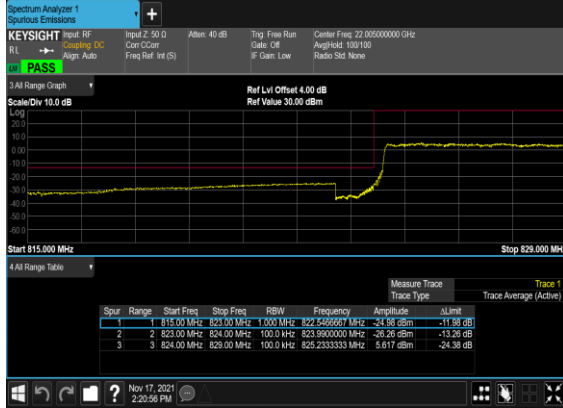 Spectrum Analyzer 1
Spurious Emissions
+
KEYSIGHT Input: RF Input Z: 50 Ω Atten: 40 dB Trig: Free Run Center Freq: 22.005000000 GHz
RL Coupling: DC Corr CCorr Gate: Off Avg|Hold: 100/100
Align: Auto Freq Ref: Int (S) IF Gain: Low Radio Std: None
PASS
3 All Range Graph
Ref Lvl Offset 4.00 dB
Scale/Div 10.0 dB Ref Value 30.00 dBm
Log
20.0
10.0
0.00
-10.0
-20.0
-30.0
-40.0
-50.0
-60.0
Start 815.000 MHz Stop 829.000 MH
4 All Range Table
Measure Trace Trace 1
Trace Type Trace Average (Active)
Spur Range Start Freq Stop Freq RBW Frequency Amplitude ΔLimit
1 1 815.00 MHz 823.00 MHz 1.000 MHz 822.5466667 MHz -24.98 dBm -11.98 dB
2 2 823.00 MHz 824.00 MHz 100.0 kHz 823.9900000 MHz -26.26 dBm -13.26 dB
3 3 824.00 MHz 829.00 MHz 100.0 kHz 825.2333333 MHz 5.617 dBm -24.38 dB
?
Nov 17, 2021
2:20:56 PM